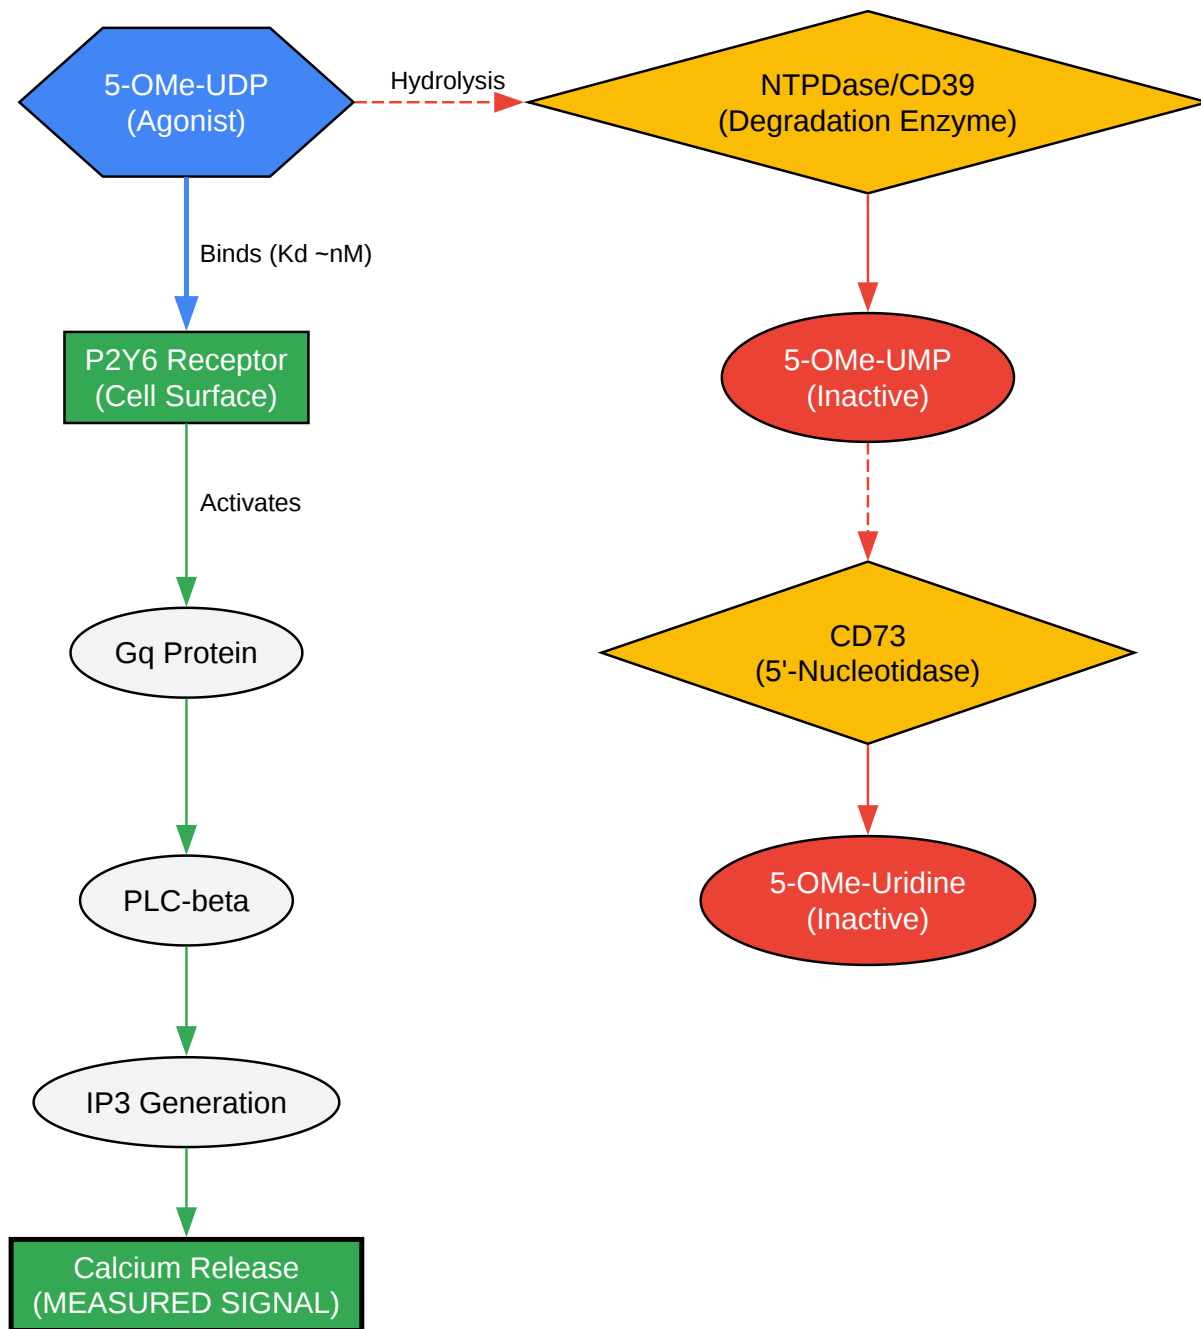 5-OMe-UDP
(Agonist)
Hydrolysis
NTPDase/CD39
(Degradation Enzyme)
Binds (Kd ~nM)
P2Y6 Receptor
(Cell Surface)
5-OMe-UMP
(Inactive)
Activates
Gq Protein
CD73
(5'-Nucleotidase)
PLC-beta
5-OMe-Uridine
(Inactive)
IP3 Generation
Calcium Release
(MEASURED SIGNAL)